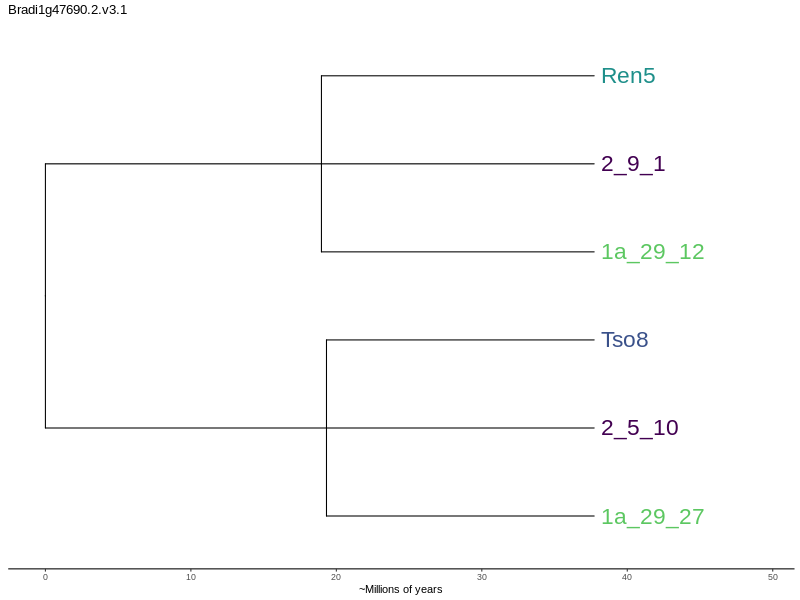 Bradi1g47690.2.v3.1
Ren5
2_9_1
1a_29_12
Tso8
2_5_10
1a_29_27
0 10 20 30 40 50
~Millions of years